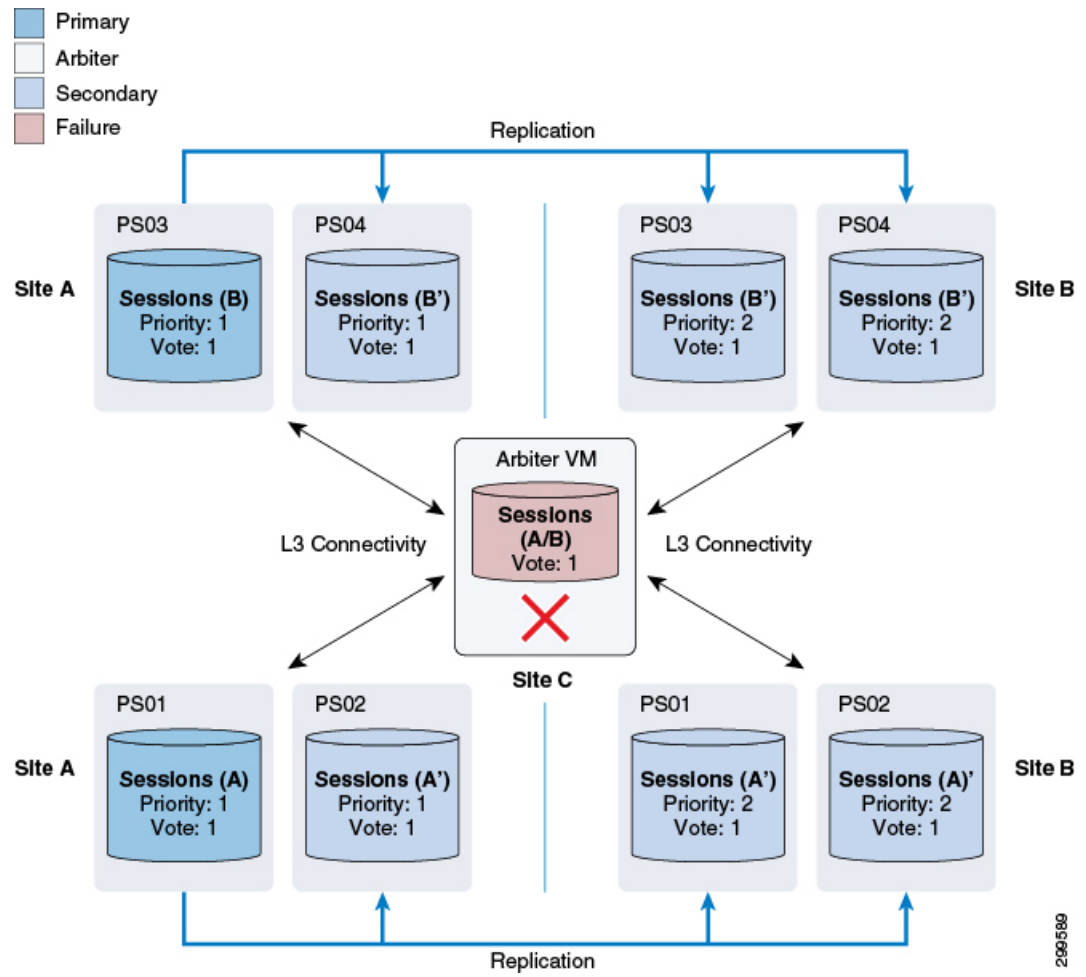 Primary
Arbiter
Secondary
Failure
Replication
PS03
PS04
PS03
PS04
Site A
Sessions (B)
Priority: 1
Vote: 1
Sessions (B’)
Priority: 1
Vote: 1
Sessions (B’)
Priority: 2
Vote: 1
Sessions (B’)
Priority: 2
Vote: 1
Site B
Arbiter VM
Sessions
(A/B)
Vote: 1
L3 Connectivity
L3 Connectivity
Site C
PS01
PS02
PS01
PS02
Site A
Sessions (A)
Priority: 1
Vote: 1
Sessions (A’)
Priority: 1
Vote: 1
Sessions (A’)
Priority: 2
Vote: 1
Sessions (A)’
Priority: 2
Vote: 1
Site B
Replication
299589